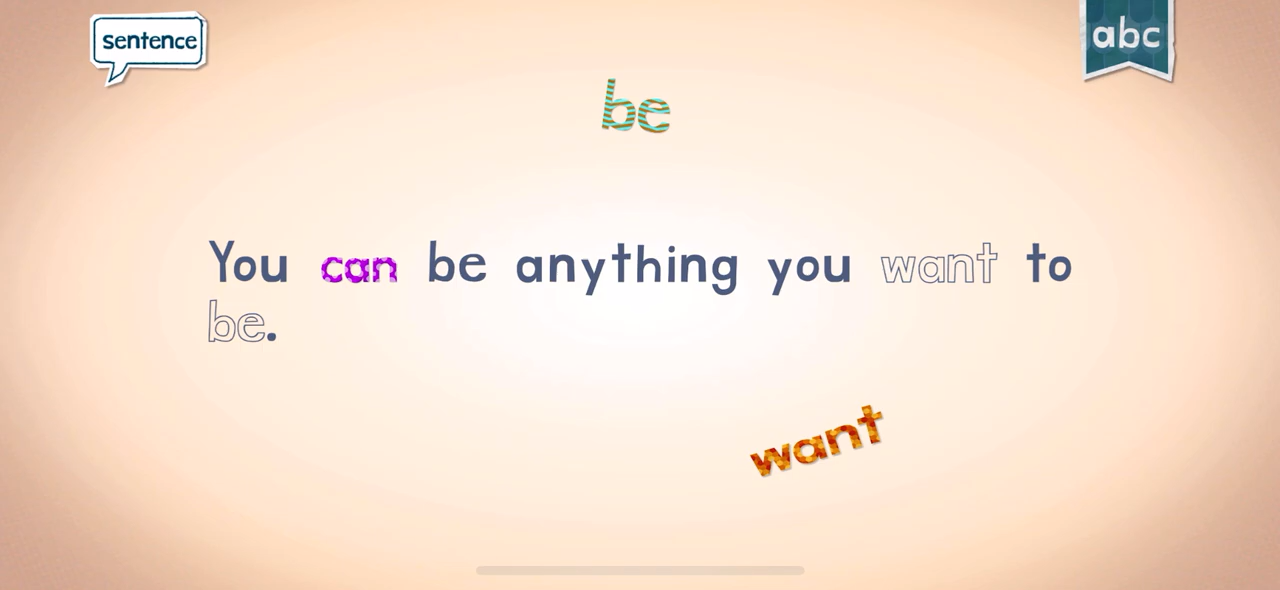 sentence
abc
be
You can be anything you want to
be.
want